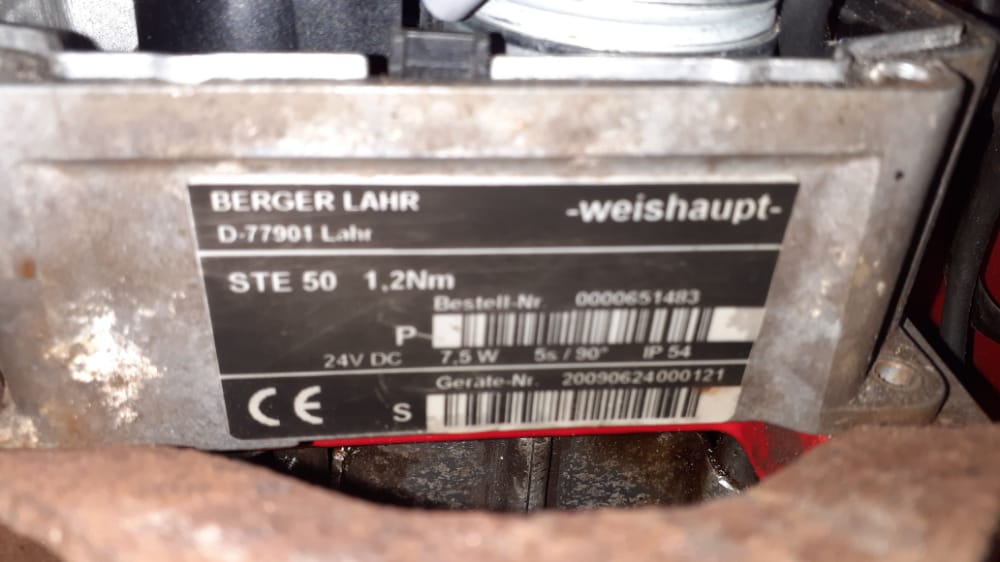 BERGER LAHR
-weishaupt-
D-77901 Lahr
STE 50 1,2Nm
Bestell-Nr. 0000651483
P
24V DC 7,5 W 5s / 90° IP 54
Geräte-Nr. 20090624000121
CE S